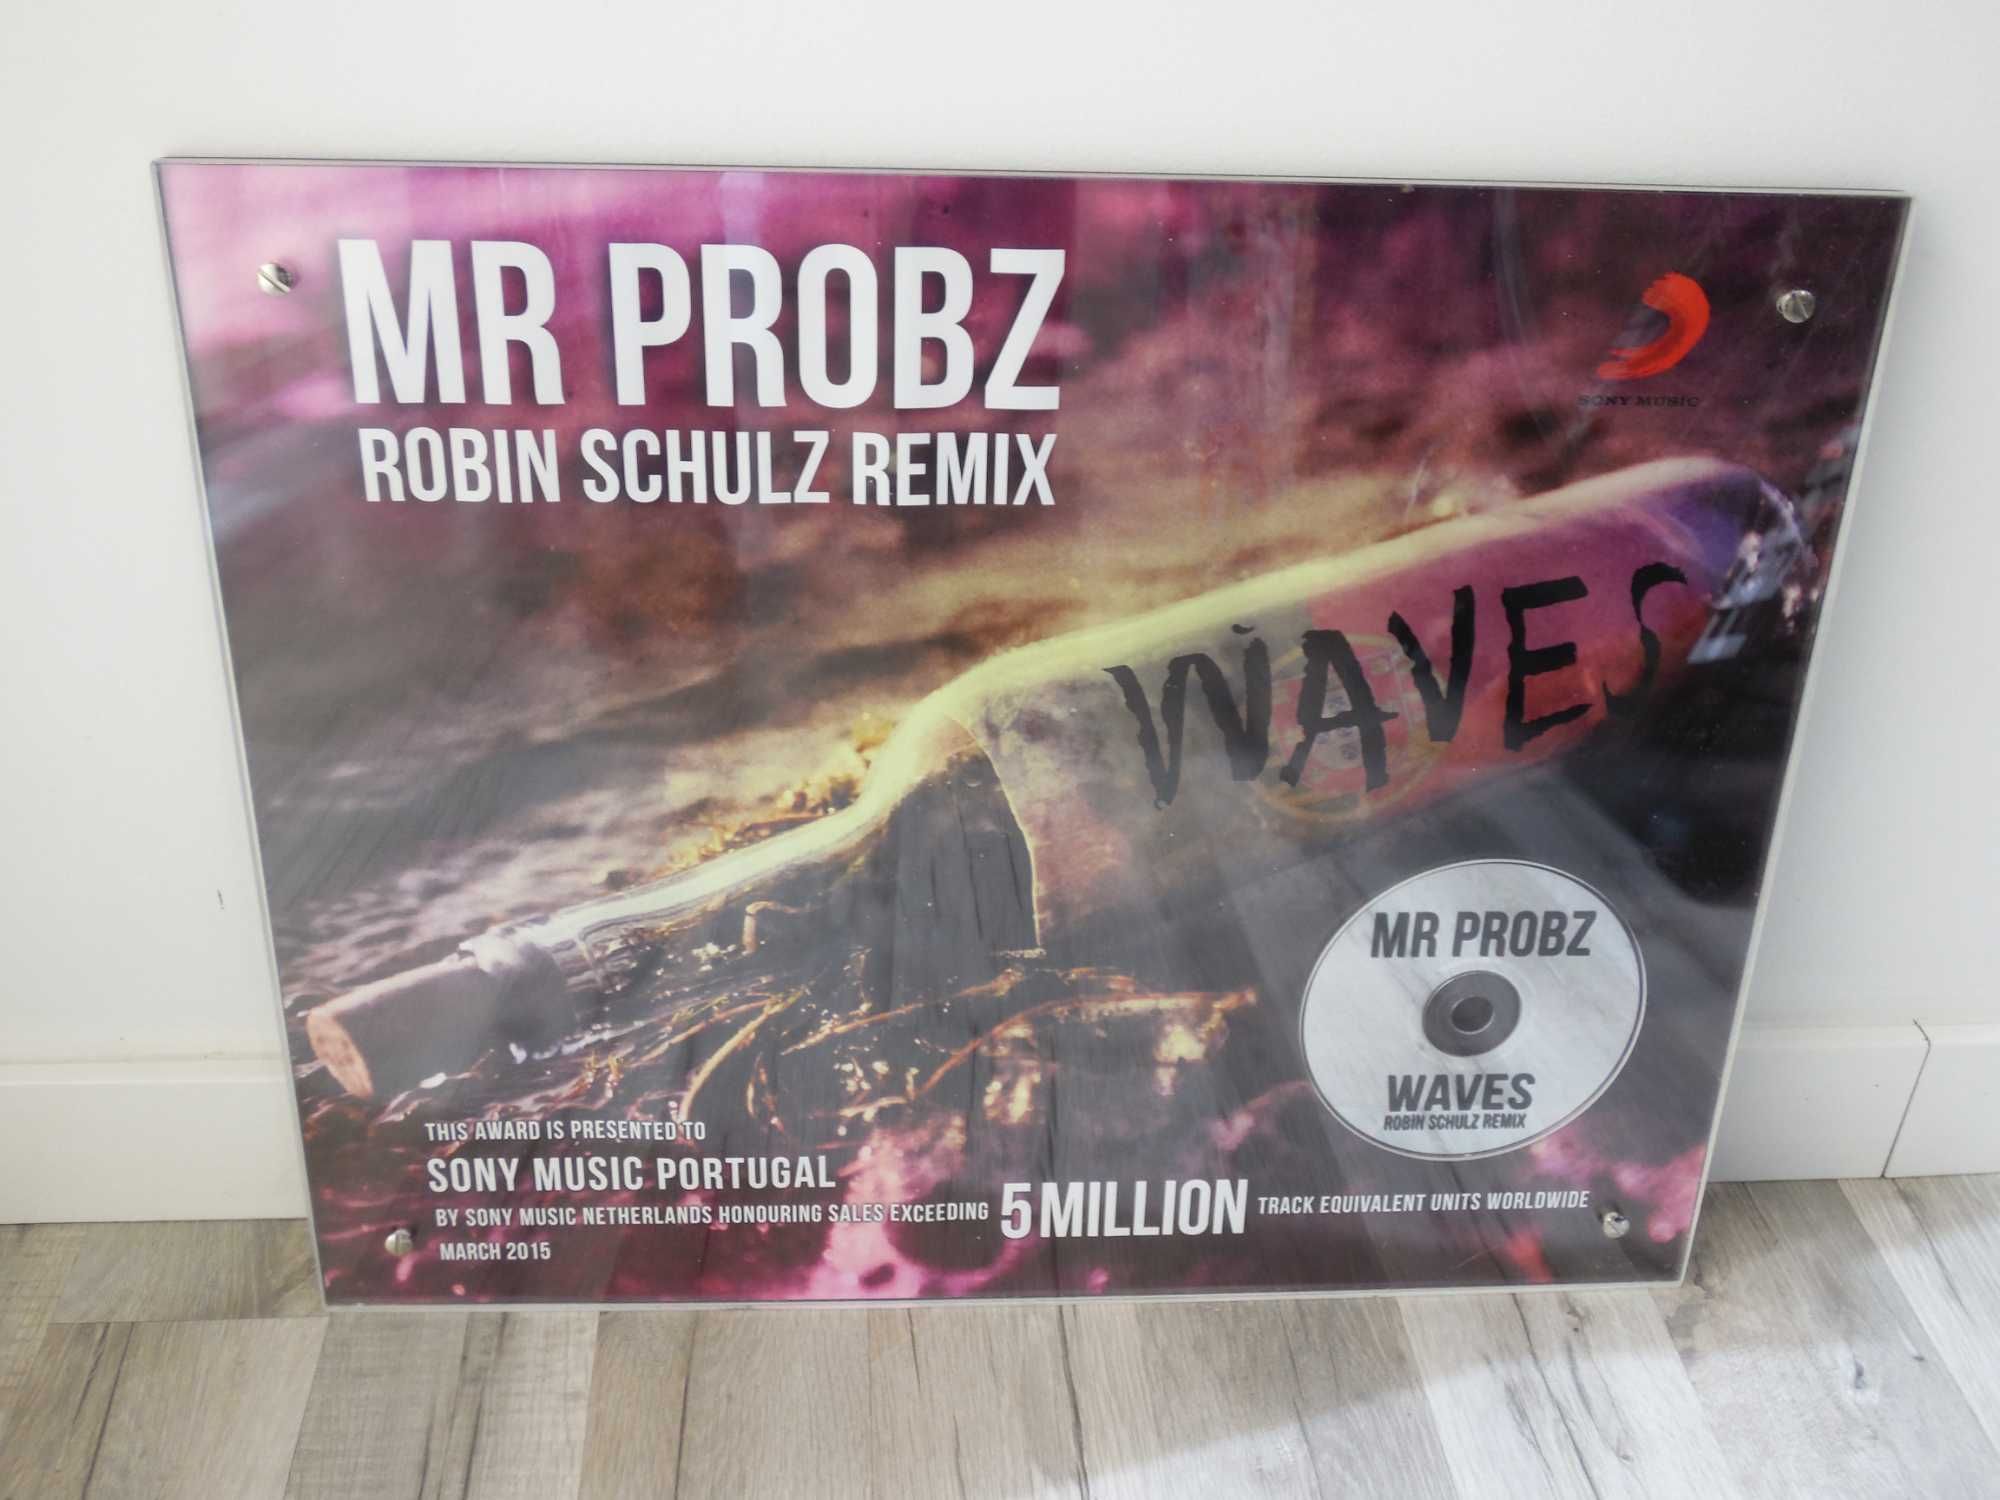 MR PROBZ
ROBIN SCHULZ REMIX
SONY MUSIC
WAVES
MR PROBZ
WAVES
ROBIN SCHULZ REMIX
THIS AWARD IS PRESENTED TO
SONY MUSIC PORTUGAL
BY SONY MUSIC NETHERLANDS HONOURING SALES EXCEEDING 5 MILLION TRACK EQUIVALENT UNITS WORLDWIDE
MARCH 2015